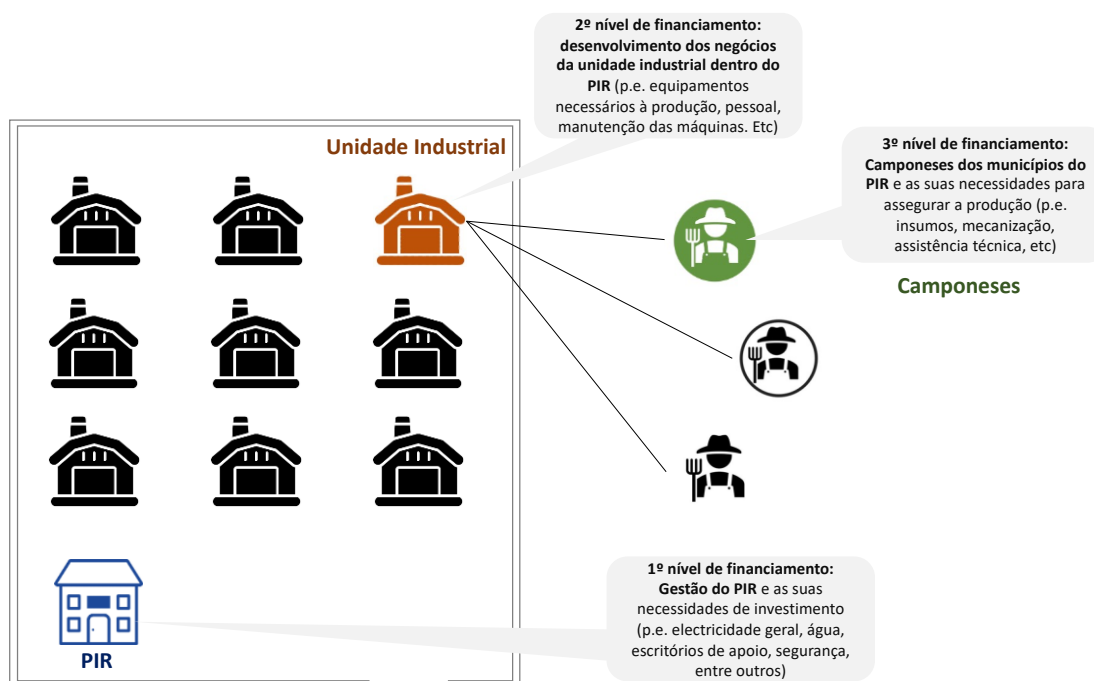 2º nível de financiamento:
desenvolvimento dos negócios
da unidade industrial dentro do
PIR (p.e. equipamentos
necessários à produção, pessoal,
manutenção das máquinas. Etc)
Unidade Industrial
3º nível de financiamento:
Camponeses dos municípios do
PIR e as suas necessidades para
assegurar a produção (p.e.
insumos, mecanização,
assistência técnica, etc)
Camponeses
1º nível de financiamento:
Gestão do PIR e as suas
necessidades de investimento
(p.e. electricidade geral, água,
escritórios de apoio, segurança,
entre outros)
PIR